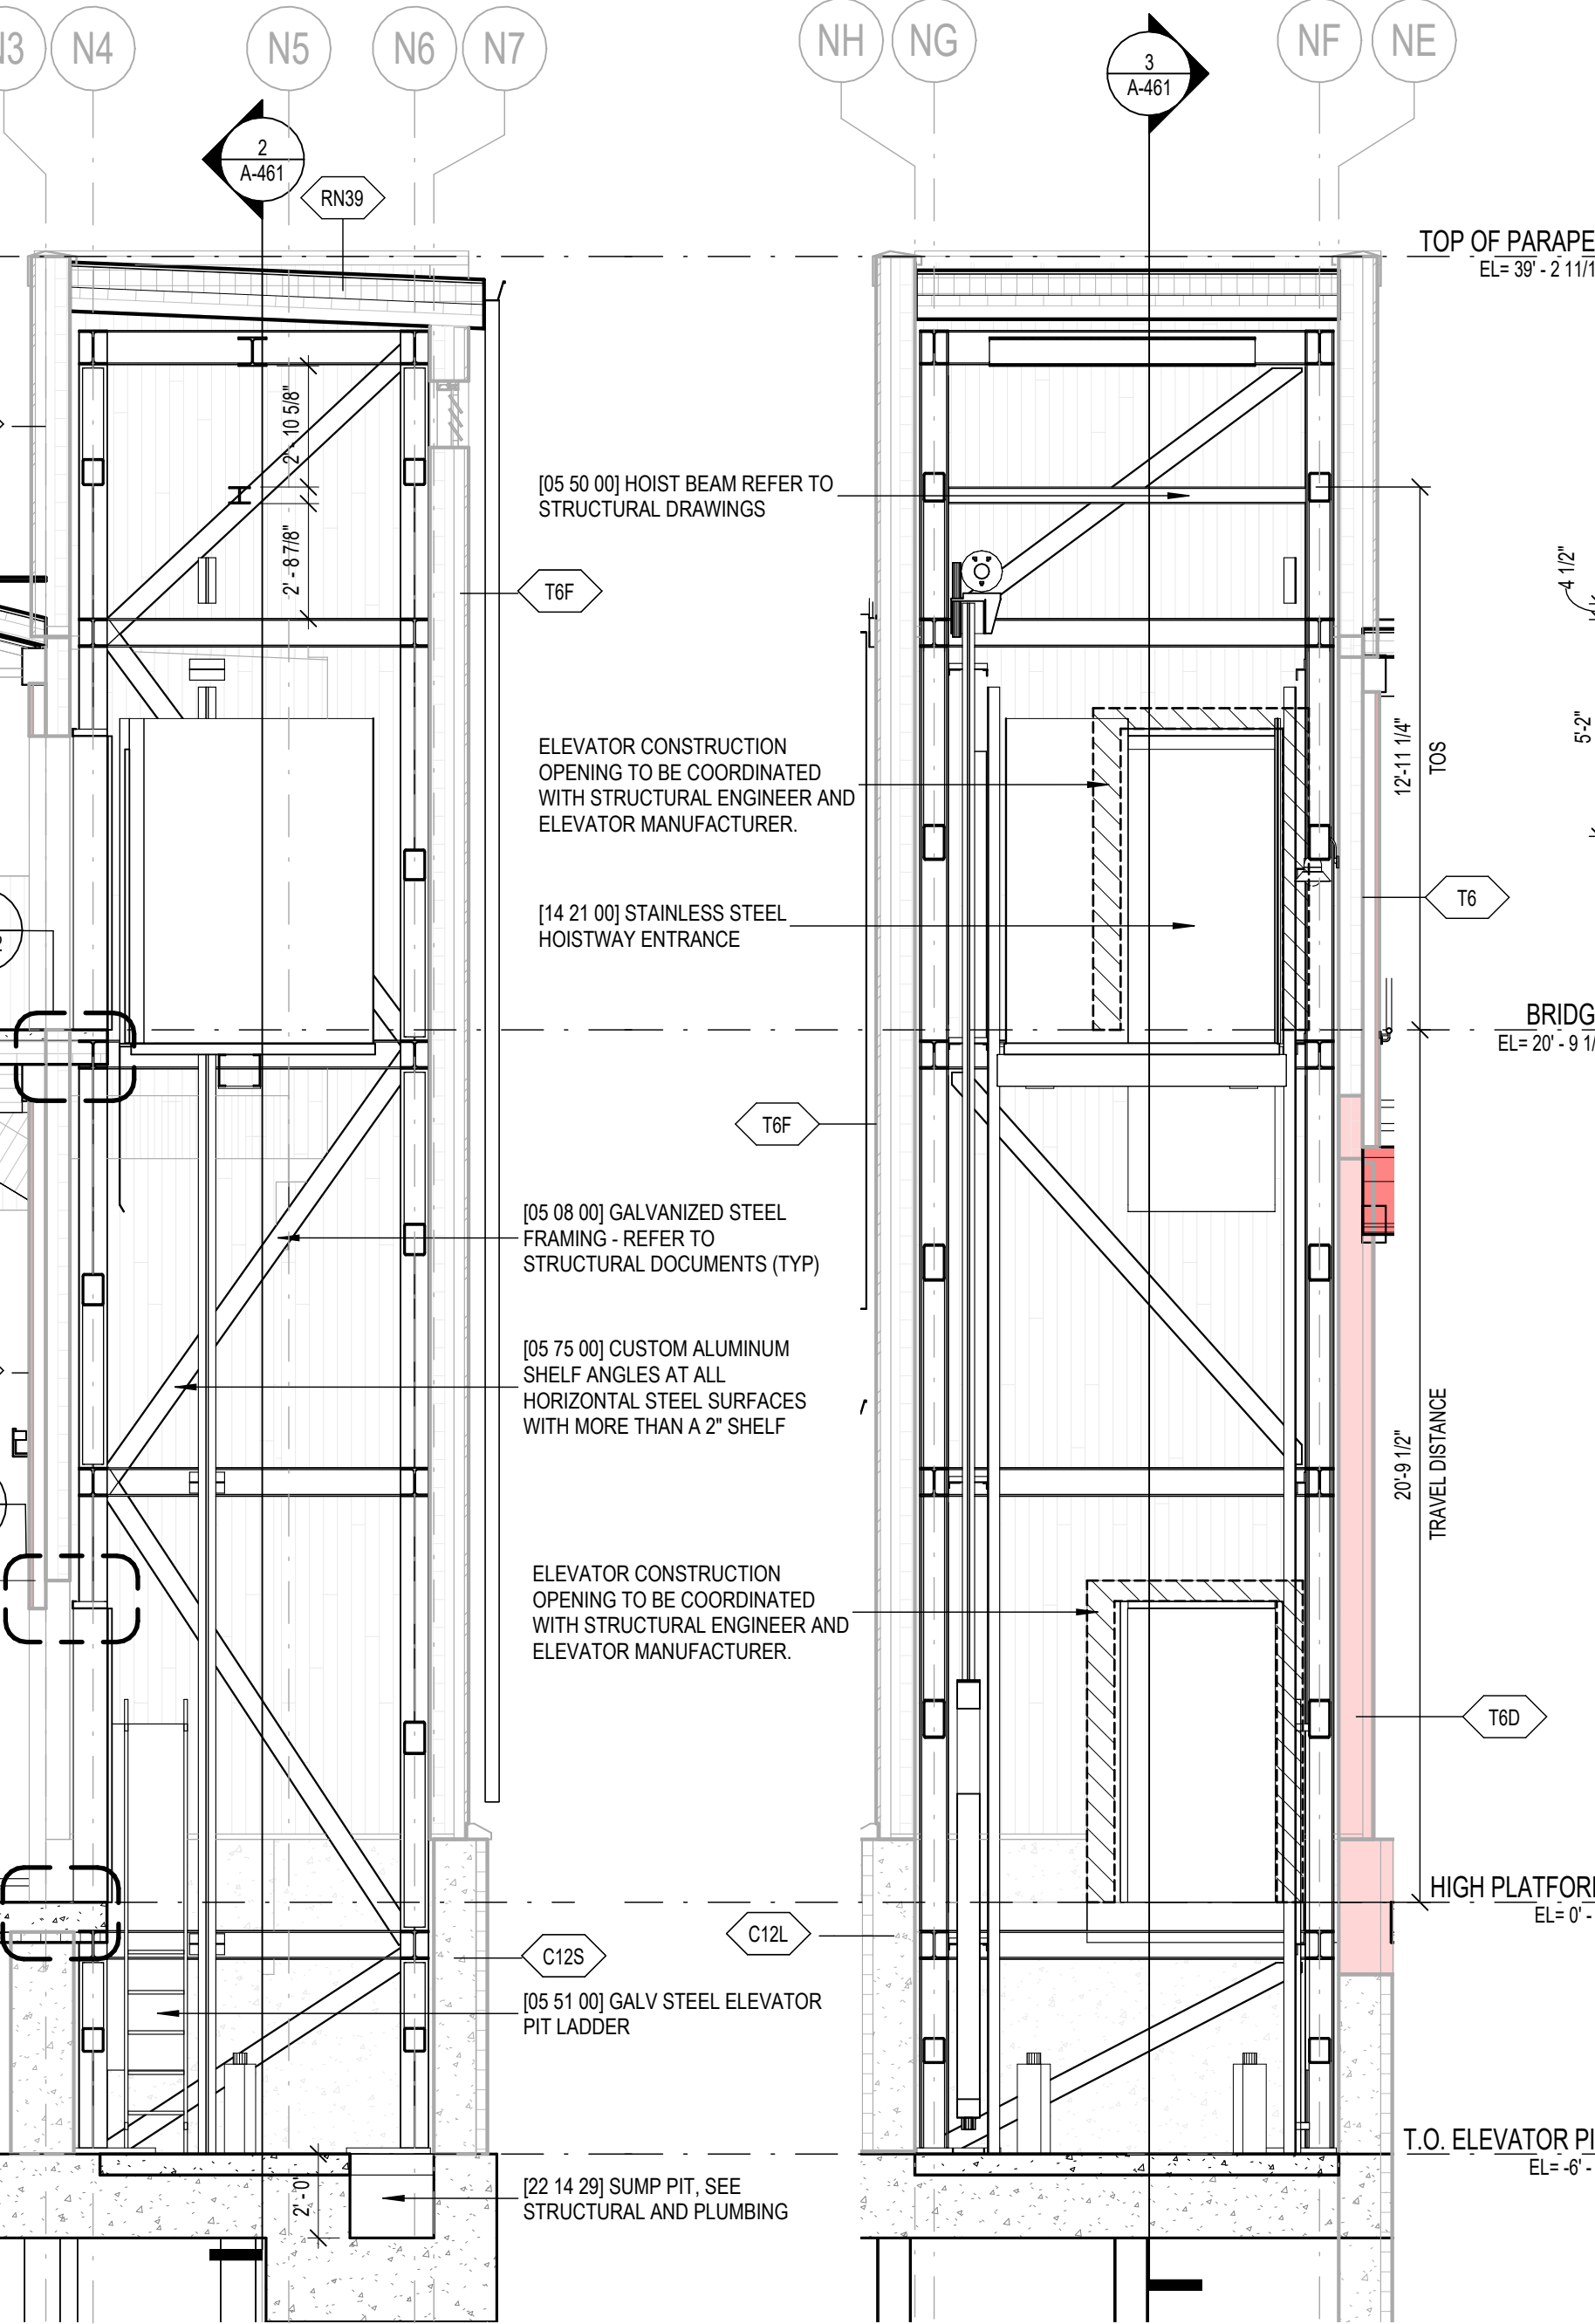 N3
N4
N5
N6
N7
NH
NG
NF
NE
2
A-461
3
A-461
RN39
TOP OF PARAPE
EL= 39' - 2 11/1
2' - 10 5/8"
2' - 8 7/8"
[05 50 00] HOIST BEAM REFER TO
STRUCTURAL DRAWINGS
T6F
4 1/2"
5'-2"
12'-11 1/4"
TOS
ELEVATOR CONSTRUCTION
OPENING TO BE COORDINATED
WITH STRUCTURAL ENGINEER AND
ELEVATOR MANUFACTURER.
[14 21 00] STAINLESS STEEL
HOISTWAY ENTRANCE
T6
BRIDG
EL= 20' - 9 1/
T6F
[05 08 00] GALVANIZED STEEL
FRAMING - REFER TO
STRUCTURAL DOCUMENTS (TYP)
[05 75 00] CUSTOM ALUMINUM
SHELF ANGLES AT ALL
HORIZONTAL STEEL SURFACES
WITH MORE THAN A 2" SHELF
20'-9 1/2"
TRAVEL DISTANCE
ELEVATOR CONSTRUCTION
OPENING TO BE COORDINATED
WITH STRUCTURAL ENGINEER AND
ELEVATOR MANUFACTURER.
T6D
HIGH PLATFOR
EL= 0' -
C12S
C12L
[05 51 00] GALV STEEL ELEVATOR
PIT LADDER
T.O. ELEVATOR PI
EL= -6' -
2' - 0"
[22 14 29] SUMP PIT, SEE
STRUCTURAL AND PLUMBING